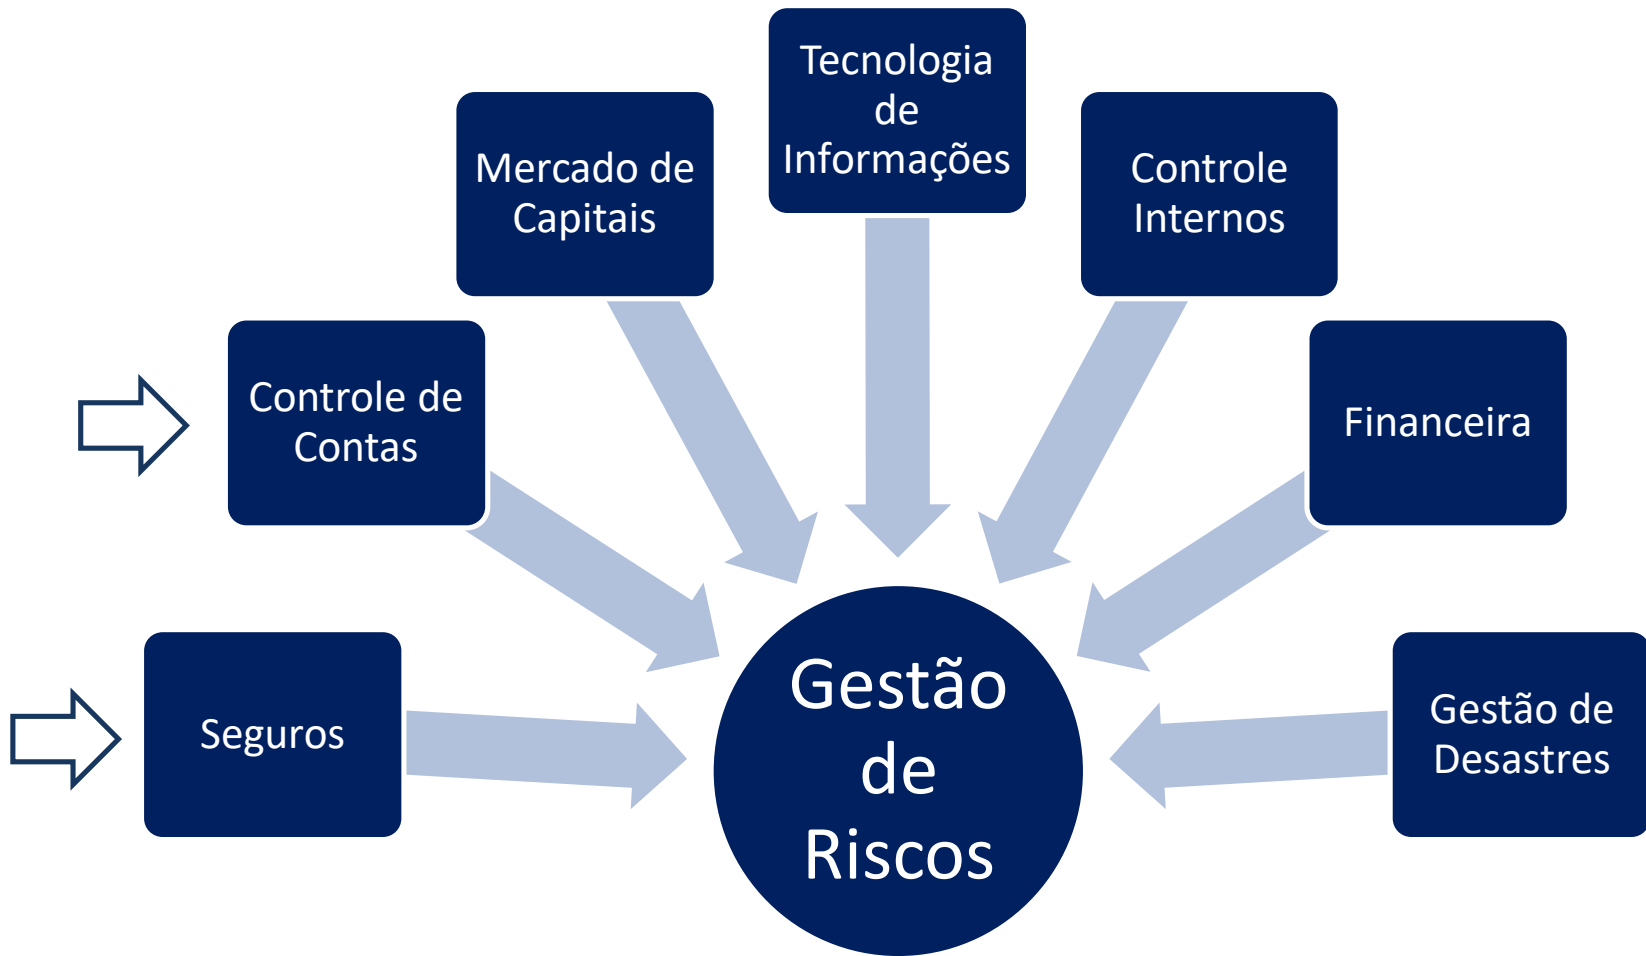 Tecnologia
de
Informações
Mercado de
Capitais
Controle
Internos
Controle de
Contas
Financeira
Seguros
Gestão de
Desastres
Gestão
de
Riscos